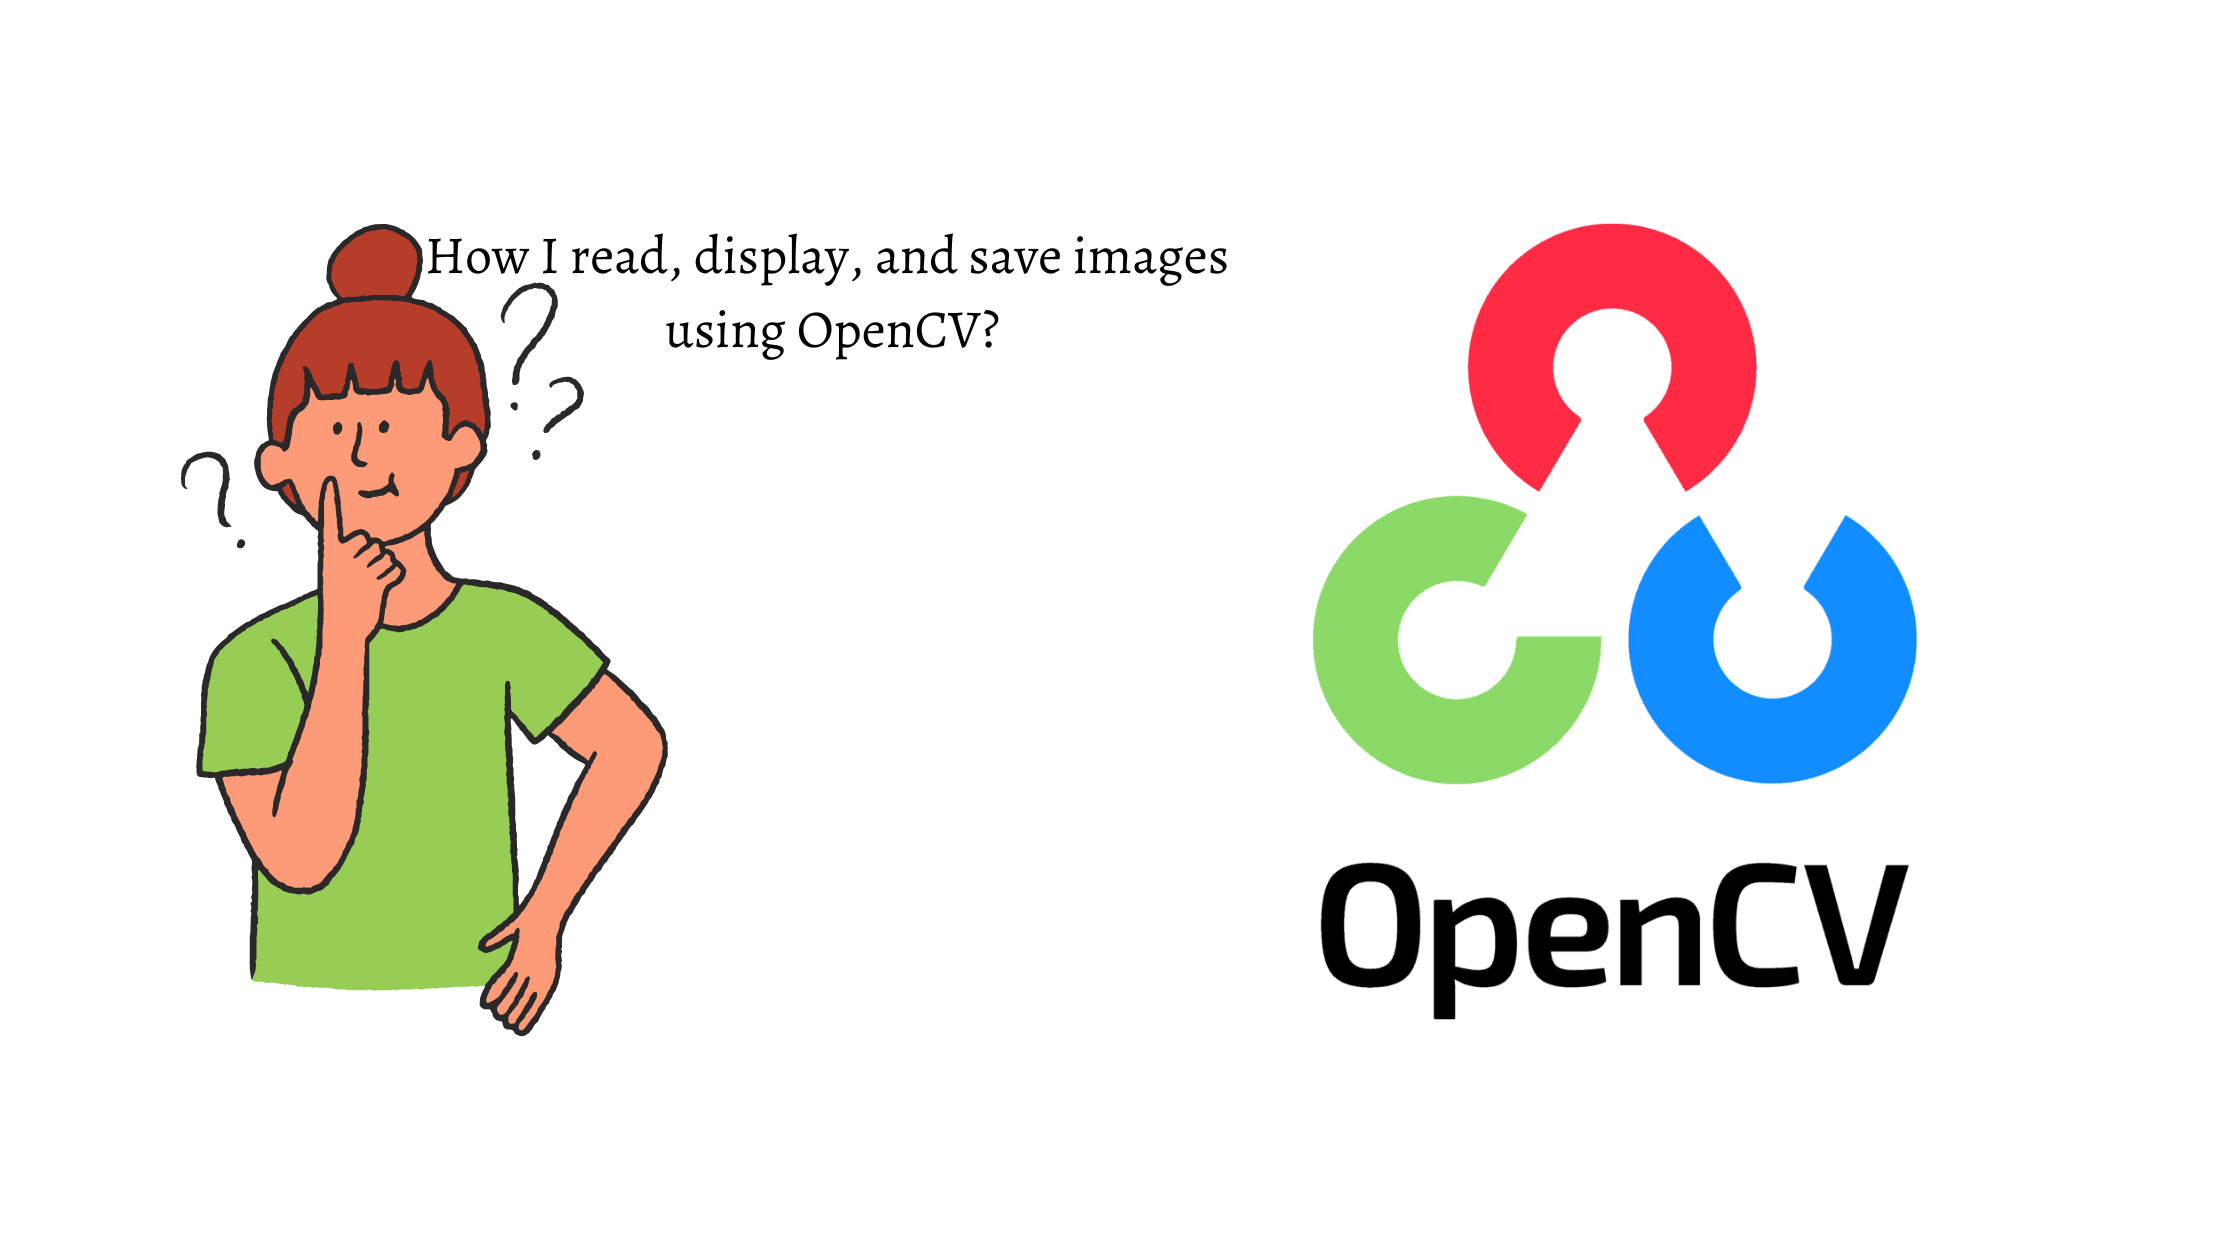 How I read, display, and save images
using OpenCV?
OpenCV